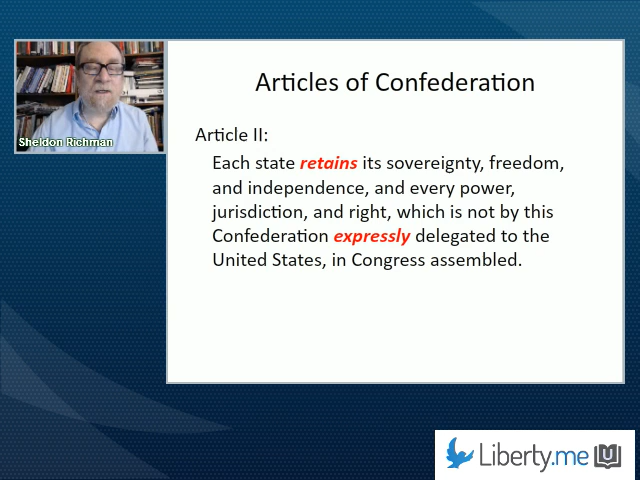 Articles of Confederation
Sheldon Richman
Article II:
Each state retains its sovereignty, freedom,
and independence, and every power,
jurisdiction, and right, which is not by this
Confederation expressly delegated to the
United States, in Congress assembled.
Liberty.me U